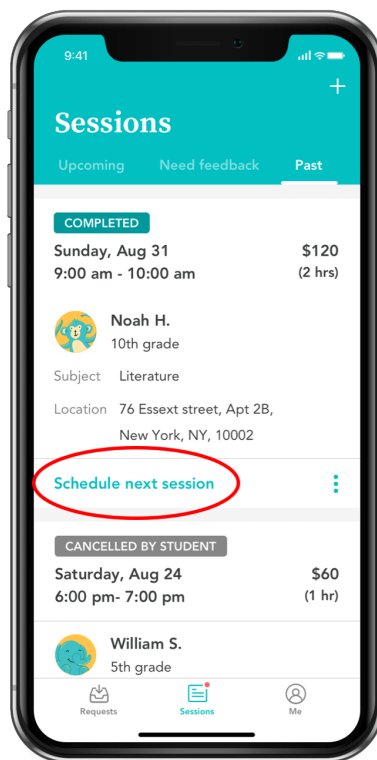 9:41
Sessions
Upcoming Need feedback Past
COMPLETED
Sunday, Aug 31 $120
9:00 am - 10:00 am (2 hrs)
Noah H.
10th grade
Subject Literature
Location 76 Essext street, Apt 2B,
New York, NY, 10002
Schedule next session
CANCELLED BY STUDENT
Saturday, Aug 24 $60
6:00 pm- 7:00 pm (1 hr)
William S.
5th grade
Requests Sessions Me